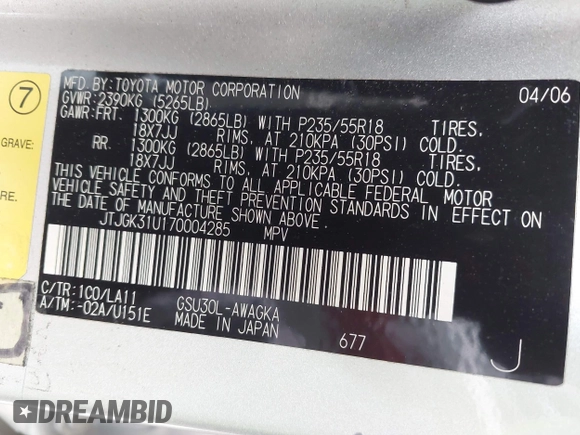 MFD. BY: TOYOTA MOTOR CORPORATION 04/06
GVWR: 2390KG (5265LB)
GAWR: FRT. 1300KG (2865LB) WITH P235/55R18 TIRES.
18X7JJ RIMS, AT 210KPA (30PSI) COLD.
RR. 1300KG (2865LB) WITH P235/55R18 TIRES.
18X7JJ RIMS, AT 210KPA (30PSI) COLD.
THIS VEHICLE CONFORMS TO ALL APPLICABLE FEDERAL MOTOR
VEHICLE SAFETY AND THEFT PREVENTION STANDARDS IN EFFECT ON
THE DATE OF MANUFACTURE SHOWN ABOVE.
JTJGK31U170004285 MPV
C/TR: 1C0/LA11 GSU30L-AWAGKA
A/TM: -02A/U151E MADE IN JAPAN
677
J
7
GRAVE:
DREAMBID